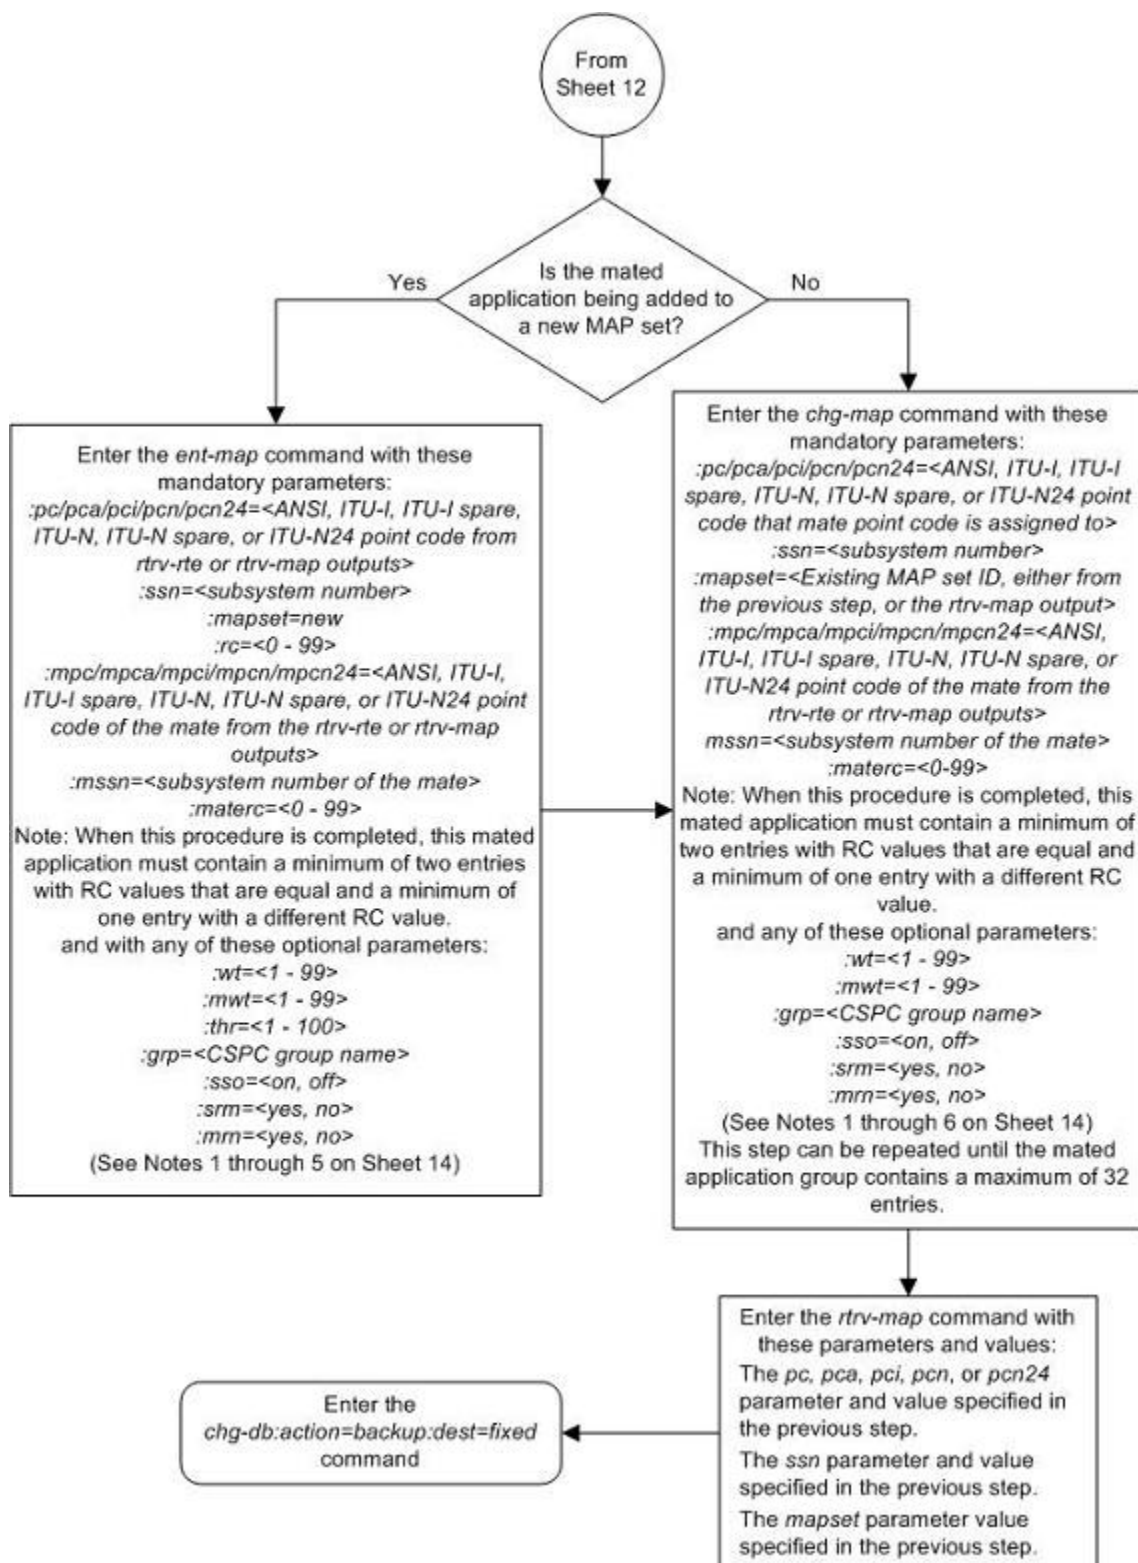 From
Sheet 12
Is the mated
application being added to
a new MAP set?
Yes
No
Enter the ent-map command with these
mandatory parameters:
:pc/pca/pci/pcn/pcn24=<ANSI, ITU-I, ITU-I spare,
ITU-N, ITU-N spare, or ITU-N24 point code from
rtrv-rte or rtrv-map outputs>
:ssn=<subsystem number>
:mapset=new
:rc=<0 - 99>
:mpc/mpca/mpci/mpcn/mpcn24=<ANSI, ITU-I,
ITU-I spare, ITU-N, ITU-N spare, or ITU-N24 point
code of the mate from the rtrv-rte or rtrv-map
outputs>
:mssn=<subsystem number of the mate>
:materc=<0 - 99>
Note: When this procedure is completed, this mated
application must contain a minimum of two entries
with RC values that are equal and a minimum of
one entry with a different RC value.
and with any of these optional parameters:
:wt=<1 - 99>
:mwt=<1 - 99>
:thr=<1 - 100>
:grp=<CSPC group name>
:sso=<on, off>
:srm=<yes, no>
:mrn=<yes, no>
(See Notes 1 through 5 on Sheet 14)
Enter the chg-map command with these
mandatory parameters:
:pc/pca/pci/pcn/pcn24=<ANSI, ITU-I, ITU-I
spare, ITU-N, ITU-N spare, or ITU-N24 point
code that mate point code is assigned to>
:ssn=<subsystem number>
:mapset=<Existing MAP set ID, either from
the previous step, or the rtrv-map output>
:mpc/mpca/mpci/mpcn/mpcn24=<ANSI,
ITU-I, ITU-I spare, ITU-N, ITU-N spare, or
ITU-N24 point code of the mate from the
rtrv-rte or rtrv-map outputs>
mssn=<subsystem number of the mate>
:materc=<0-99>
Note: When this procedure is completed, this
mated application must contain a minimum of
two entries with RC values that are equal and
a minimum of one entry with a different RC
value.
and any of these optional parameters:
:wt=<1 - 99>
:mwt=<1 - 99>
:grp=<CSPC group name>
:sso=<on, off>
:srm=<yes, no>
:mrn=<yes, no>
(See Notes 1 through 6 on Sheet 14)
This step can be repeated until the mated
application group contains a maximum of 32
entries.
Enter the rtrv-map command with
these parameters and values:
The pc, pca, pci, pcn, or pcn24
parameter and value specified in
the previous step.
The ssn parameter and value
specified in the previous step.
The mapset parameter value
specified in the previous step.
Enter the
chg-db:action=backup:dest=fixed
command